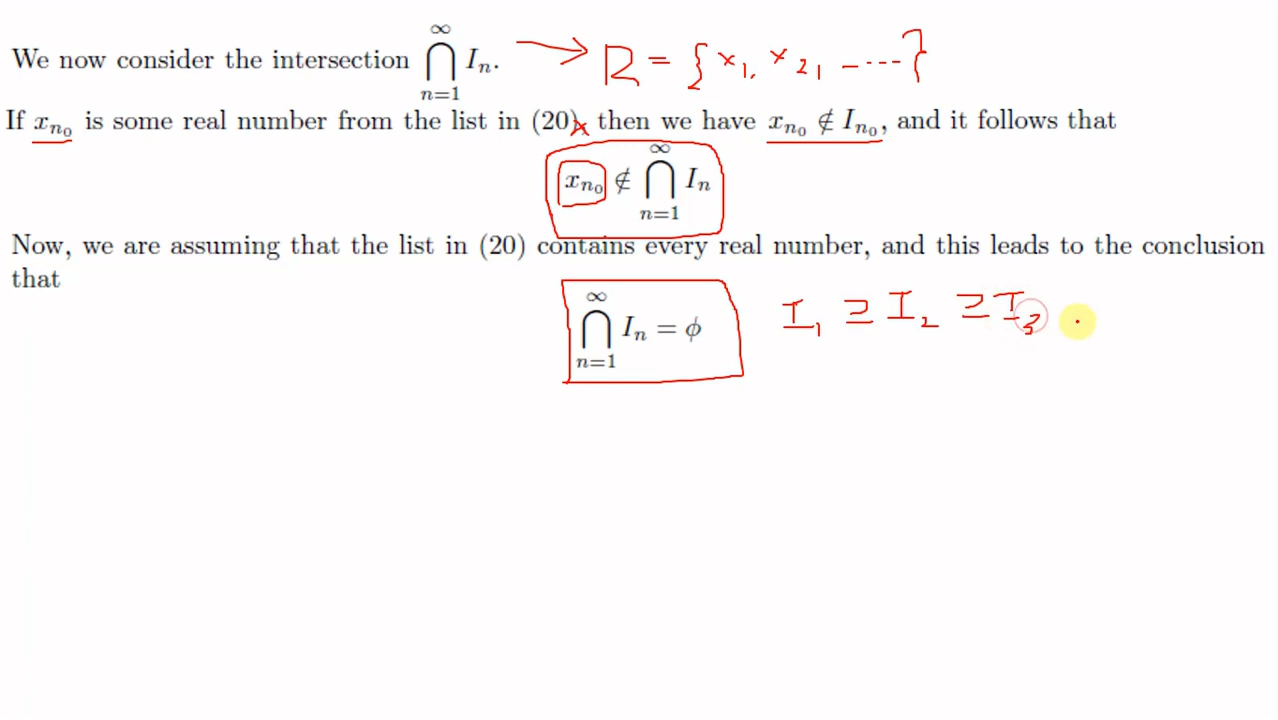 We now consider the intersection ⋂_{n=1}^{∞} I_n. → R = {x_1, x_2, -----}
If x_{n_0} is some real number from the list in (20), then we have x_{n_0} ∉ I_{n_0}, and it follows that
x_{n_0} ∉ ⋂_{n=1}^{∞} I_n
Now, we are assuming that the list in (20) contains every real number, and this leads to the conclusion
that
⋂_{n=1}^{∞} I_n = ϕ I_1 ⊇ I_2 ⊇ I_3 .